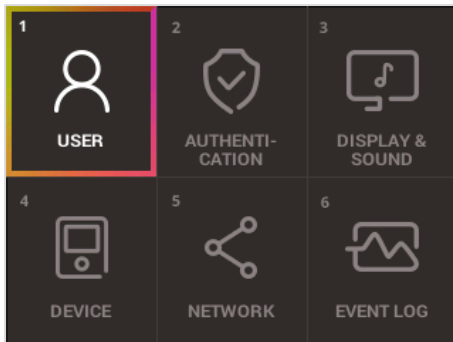 1
USER
2
AUTHENTI-
CATION
3
DISPLAY &
SOUND
4
DEVICE
5
NETWORK
6
EVENT LOG